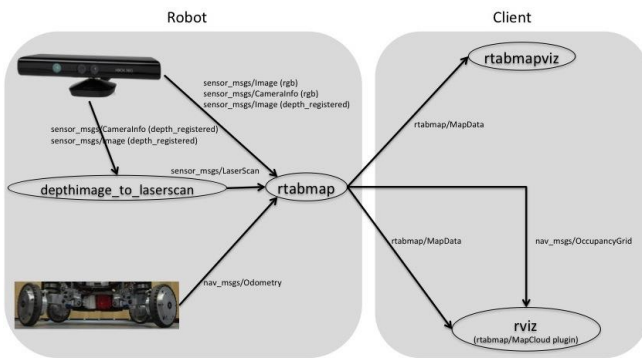 Robot
Client
sensor_msgs/Image (rgb)
sensor_msgs/CameraInfo (rgb)
sensor_msgs/Image (depth_registered)
sensor_msgs/CameraInfo (depth_registered)
sensor_msgs/Image (depth_registered)
sensor_msgs/LaserScan
depthimage_to_laserscan
rtabmap
nav_msgs/Odometry
rtabmapviz
rtabmap/MapData
rtabmap/MapData
nav_msgs/OccupancyGrid
rviz
(rtabmap/MapCloud plugin)